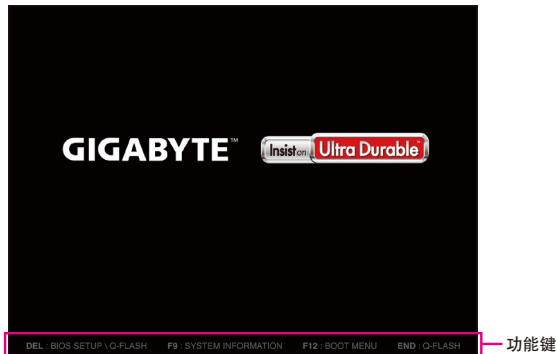 GIGABYTE™ Insist on Ultra Durable™
DEL : BIOS SETUP \ Q-FLASH F9 : SYSTEM INFORMATION F12 : BOOT MENU END : Q-FLASH 功能键